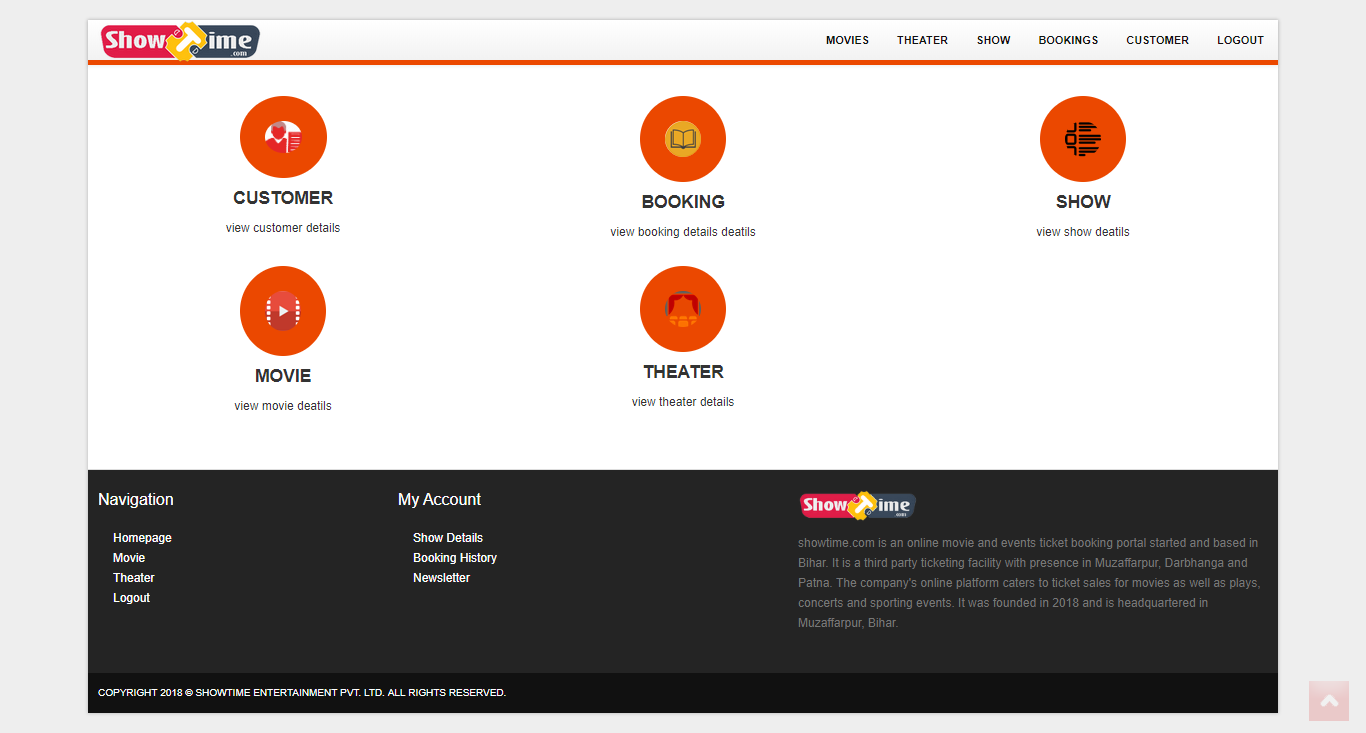 ShowTime
.com
MOVIES THEATER SHOW BOOKINGS CUSTOMER LOGOUT
CUSTOMER
view customer details
BOOKING
view booking details deatils
SHOW
view show deatils
MOVIE
view movie deatils
THEATER
view theater details
Navigation
Homepage
Movie
Theater
Logout
My Account
Show Details
Booking History
Newsletter
ShowTime
.com
showtime.com is an online movie and events ticket booking portal started and based in
Bihar. It is a third party ticketing facility with presence in Muzaffarpur, Darbhanga and
Patna. The company's online platform caters to ticket sales for movies as well as plays,
concerts and sporting events. It was founded in 2018 and is headquartered in
Muzaffarpur, Bihar.
COPYRIGHT 2018 © SHOWTIME ENTERTAINMENT PVT. LTD. ALL RIGHTS RESERVED.